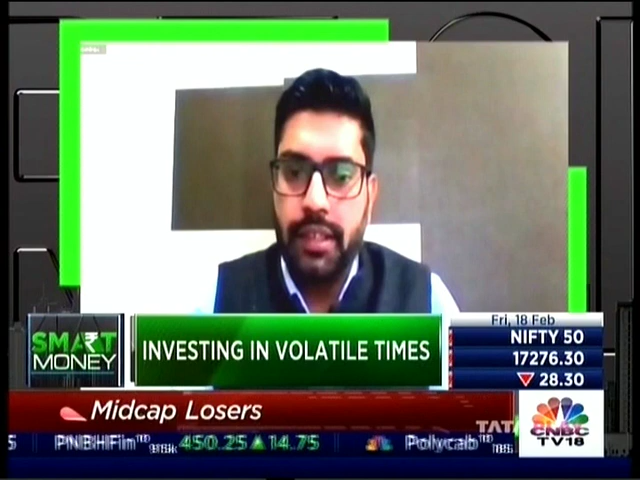 SMART
MONEY
INVESTING IN VOLATILE TIMES
Fri, 18 Feb
NIFTY 50
17276.30
28.30
Midcap Losers
TATA
CNBC
TV18
PNBHFin 450.25 14.75 Polycab